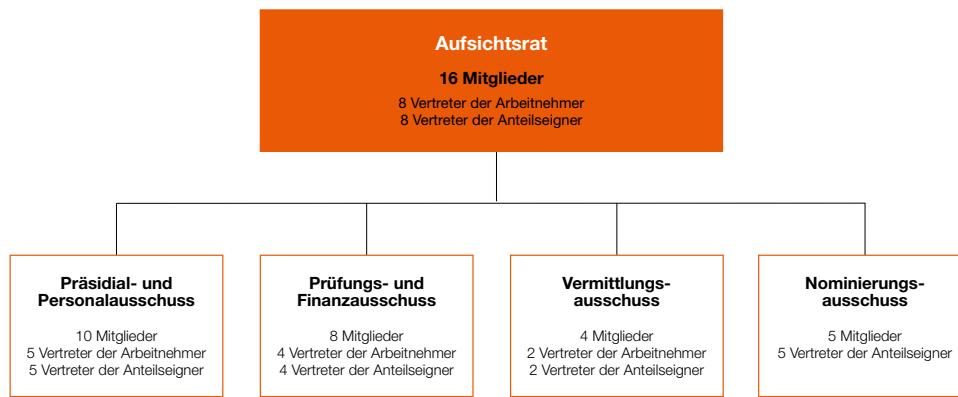 Aufsichtsrat
16 Mitglieder
8 Vertreter der Arbeitnehmer
8 Vertreter der Anteilseigner
Präsidial- und
Personalausschuss
10 Mitglieder
5 Vertreter der Arbeitnehmer
5 Vertreter der Anteilseigner
Prüfungs- und
Finanzausschuss
8 Mitglieder
4 Vertreter der Arbeitnehmer
4 Vertreter der Anteilseigner
Vermittlungs-
ausschuss
4 Mitglieder
2 Vertreter der Arbeitnehmer
2 Vertreter der Anteilseigner
Nominierungs-
ausschuss
5 Mitglieder
5 Vertreter der Anteilseigner